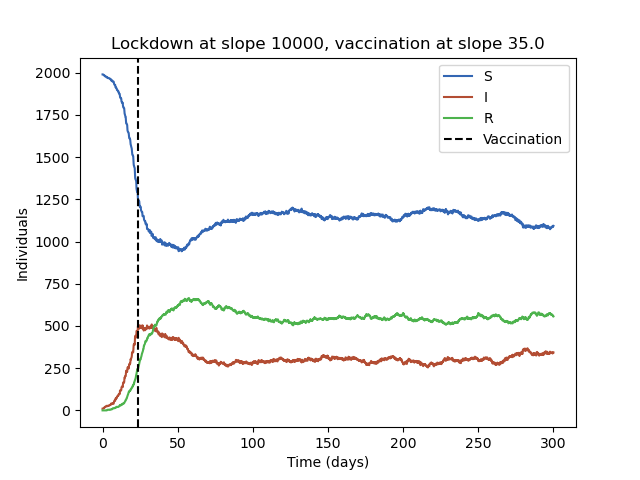 Lockdown at slope 10000, vaccination at slope 35.0
S
I
R
Vaccination
2000
1750
1500
1250
1000
750
500
250
0
Individuals
0 50 100 150 200 250 300
Time (days)